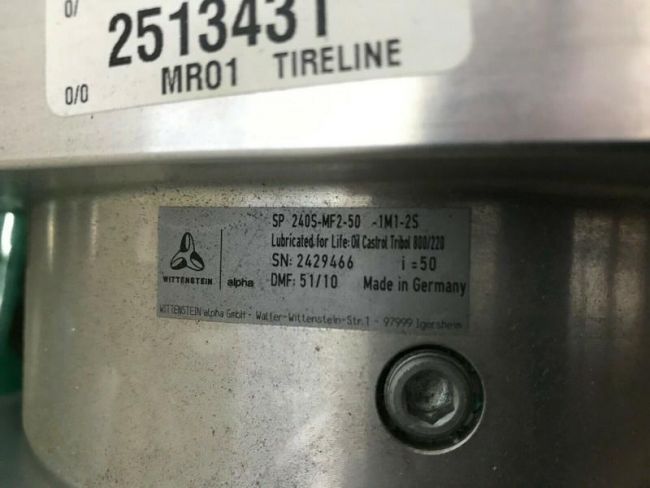 0/
2513431
MR01 TIRELINE
0/0
SP 240S-MF2-50 -1M1-2S
Lubricated for Life: Oil Castrol Tribol 800/220
SN: 2429466 i=50
DMF: 51/10 Made in Germany
WITTENSTEIN alpha
WITTENSTEIN alpha GmbH - Walter-Wittenstein-Str.1 - 97999 Igersheim